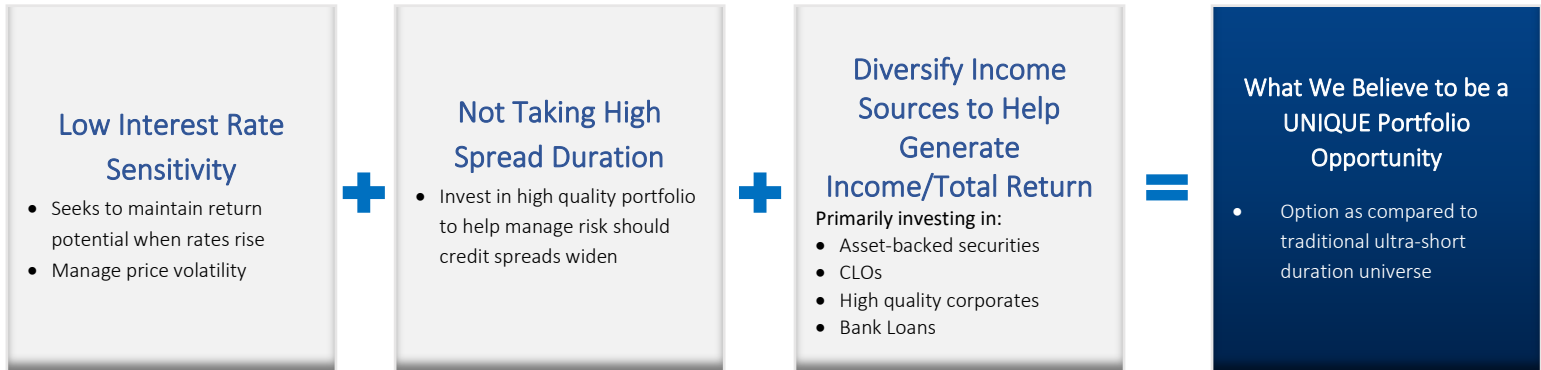 Low Interest Rate
Sensitivity
• Seeks to maintain return
potential when rates rise
• Manage price volatility
Not Taking High
Spread Duration
• Invest in high quality portfolio
to help manage risk should
credit spreads widen
Diversify Income
Sources to Help
Generate
Income/Total Return
Primarily investing in:
• Asset-backed securities
• CLOs
• High quality corporates
• Bank Loans
What We Believe to be a
UNIQUE Portfolio
Opportunity
• Option as compared to
traditional ultra-short
duration universe